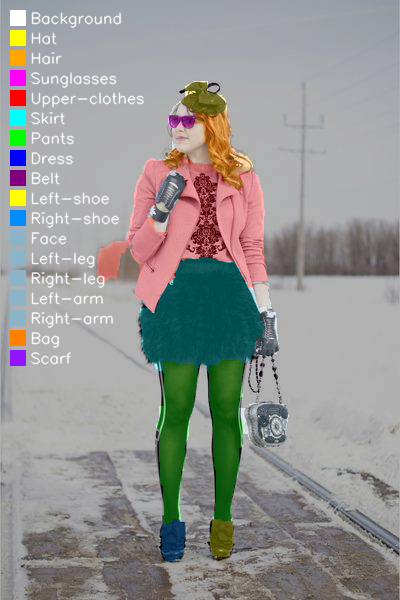 Background
Hat
Hair
Sunglasses
Upper-clothes
Skirt
Pants
Dress
Belt
Left-shoe
Right-shoe
Face
Left-leg
Right-leg
Left-arm
Right-arm
Bag
Scarf